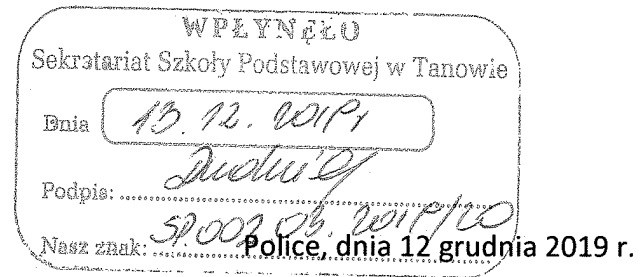 WPŁYNĘŁO
Sekretariat Szkoły Podstawowej w Tanowie
Dnia 13. 12. 2019r
Podpis:
Nasz znak: SP.002.03. 2019/20
Police, dnia 12 grudnia 2019 r.